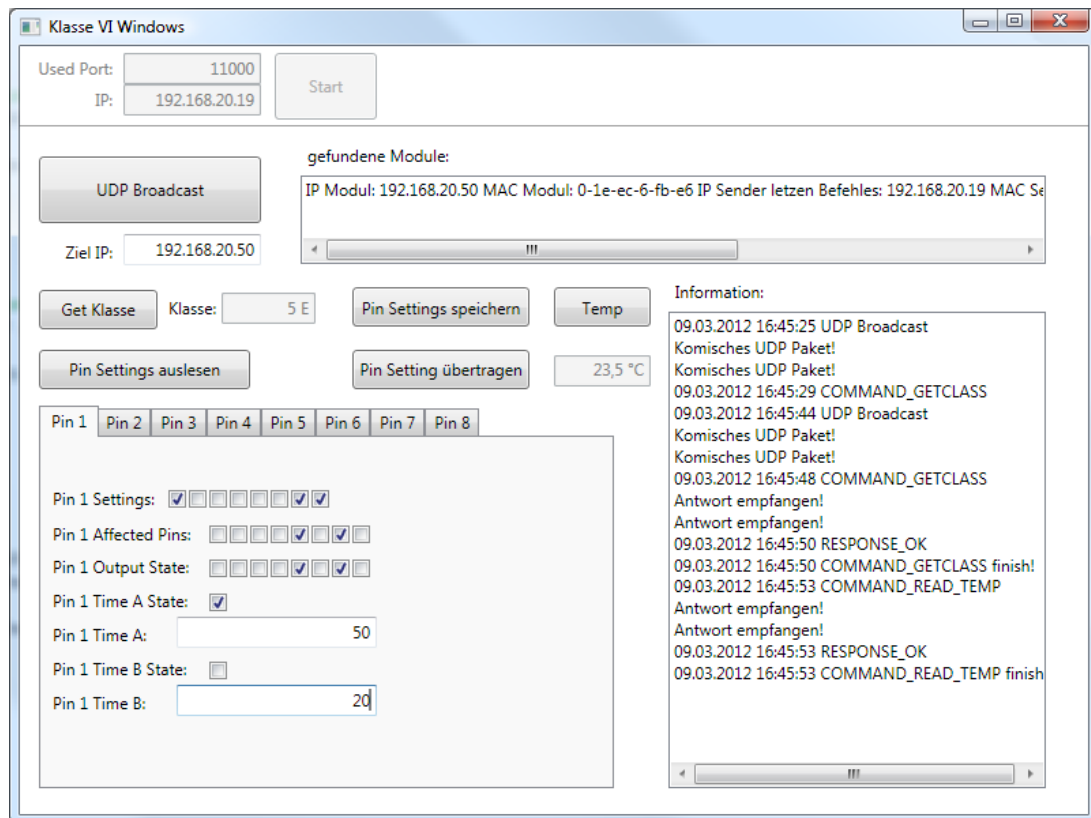 Klasse VI Windows
Used Port: 11000
IP: 192.168.20.19
Start
UDP Broadcast
gefundene Module:
IP Modul: 192.168.20.50 MAC Modul: 0-1e-ec-6-fb-e6 IP Sender letzen Befehles: 192.168.20.19 MAC Se
Ziel IP: 192.168.20.50
Get Klasse Klasse: 5 E
Pin Settings speichern
Temp
Pin Settings auslesen
Pin Setting übertragen
23,5 °C
Information:
09.03.2012 16:45:25 UDP Broadcast
Komisches UDP Paket!
Komisches UDP Paket!
09.03.2012 16:45:29 COMMAND_GETCLASS
09.03.2012 16:45:44 UDP Broadcast
Komisches UDP Paket!
Komisches UDP Paket!
09.03.2012 16:45:48 COMMAND_GETCLASS
Antwort empfangen!
Antwort empfangen!
09.03.2012 16:45:50 RESPONSE_OK
09.03.2012 16:45:50 COMMAND_GETCLASS finish!
09.03.2012 16:45:53 COMMAND_READ_TEMP
Antwort empfangen!
Antwort empfangen!
09.03.2012 16:45:53 RESPONSE_OK
09.03.2012 16:45:53 COMMAND_READ_TEMP finish
Pin 1 Pin 2 Pin 3 Pin 4 Pin 5 Pin 6 Pin 7 Pin 8
Pin 1 Settings:
Pin 1 Affected Pins:
Pin 1 Output State:
Pin 1 Time A State:
Pin 1 Time A: 50
Pin 1 Time B State:
Pin 1 Time B: 20